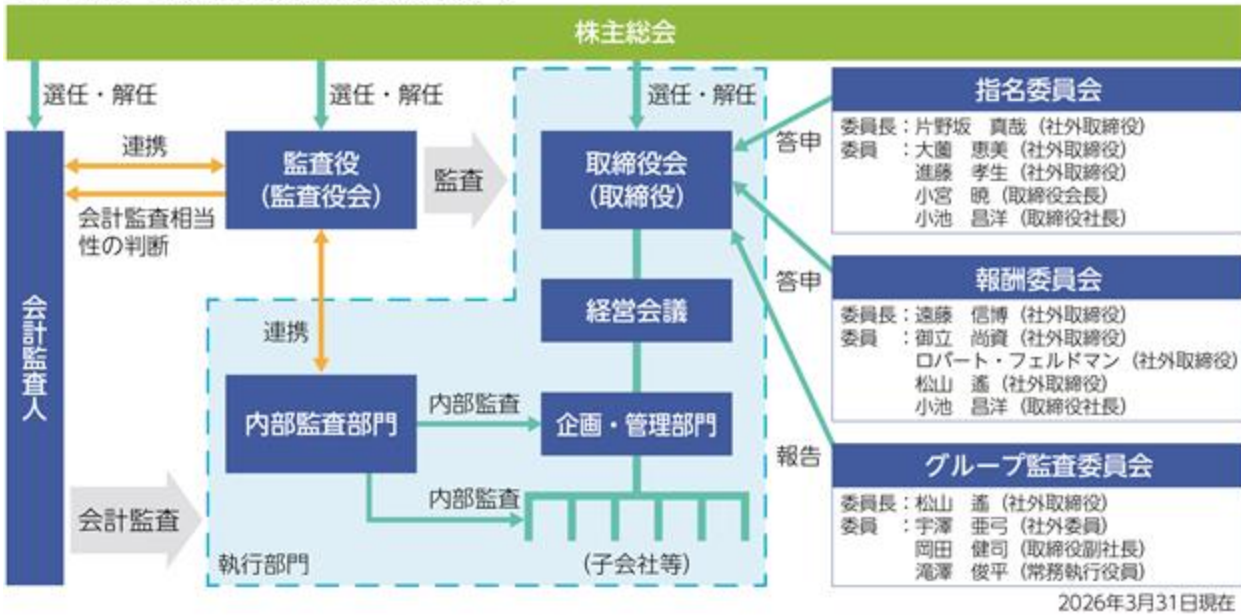 株主総会
選任・解任
選任・解任
選任・解任
連携
会計監査相当
性の判断
会計監査人
監査役
(監査役会)
監査
取締役会
(取締役)
経営会議
連携
内部監査部門
内部監査
企画・管理部門
内部監査
会計監査
執行部門
(子会社等)
答申
指名委員会
委員長：片野坂 真哉（社外取締役）
委員 ：大薗 恵美（社外取締役）
進藤 孝生（社外取締役）
小宮 暁（取締役会長）
小池 昌洋（取締役社長）
答申
報酬委員会
委員長：遠藤 信博（社外取締役）
委員 ：御立 尚資（社外取締役）
ロバート・フェルドマン（社外取締役）
松山 遙（社外取締役）
小池 昌洋（取締役社長）
報告
グループ監査委員会
委員長：松山 遙（社外取締役）
委員 ：宇澤 亜弓（社外委員）
岡田 健司（取締役副社長）
滝澤 俊平（常務執行役員）
2026年3月31日現在